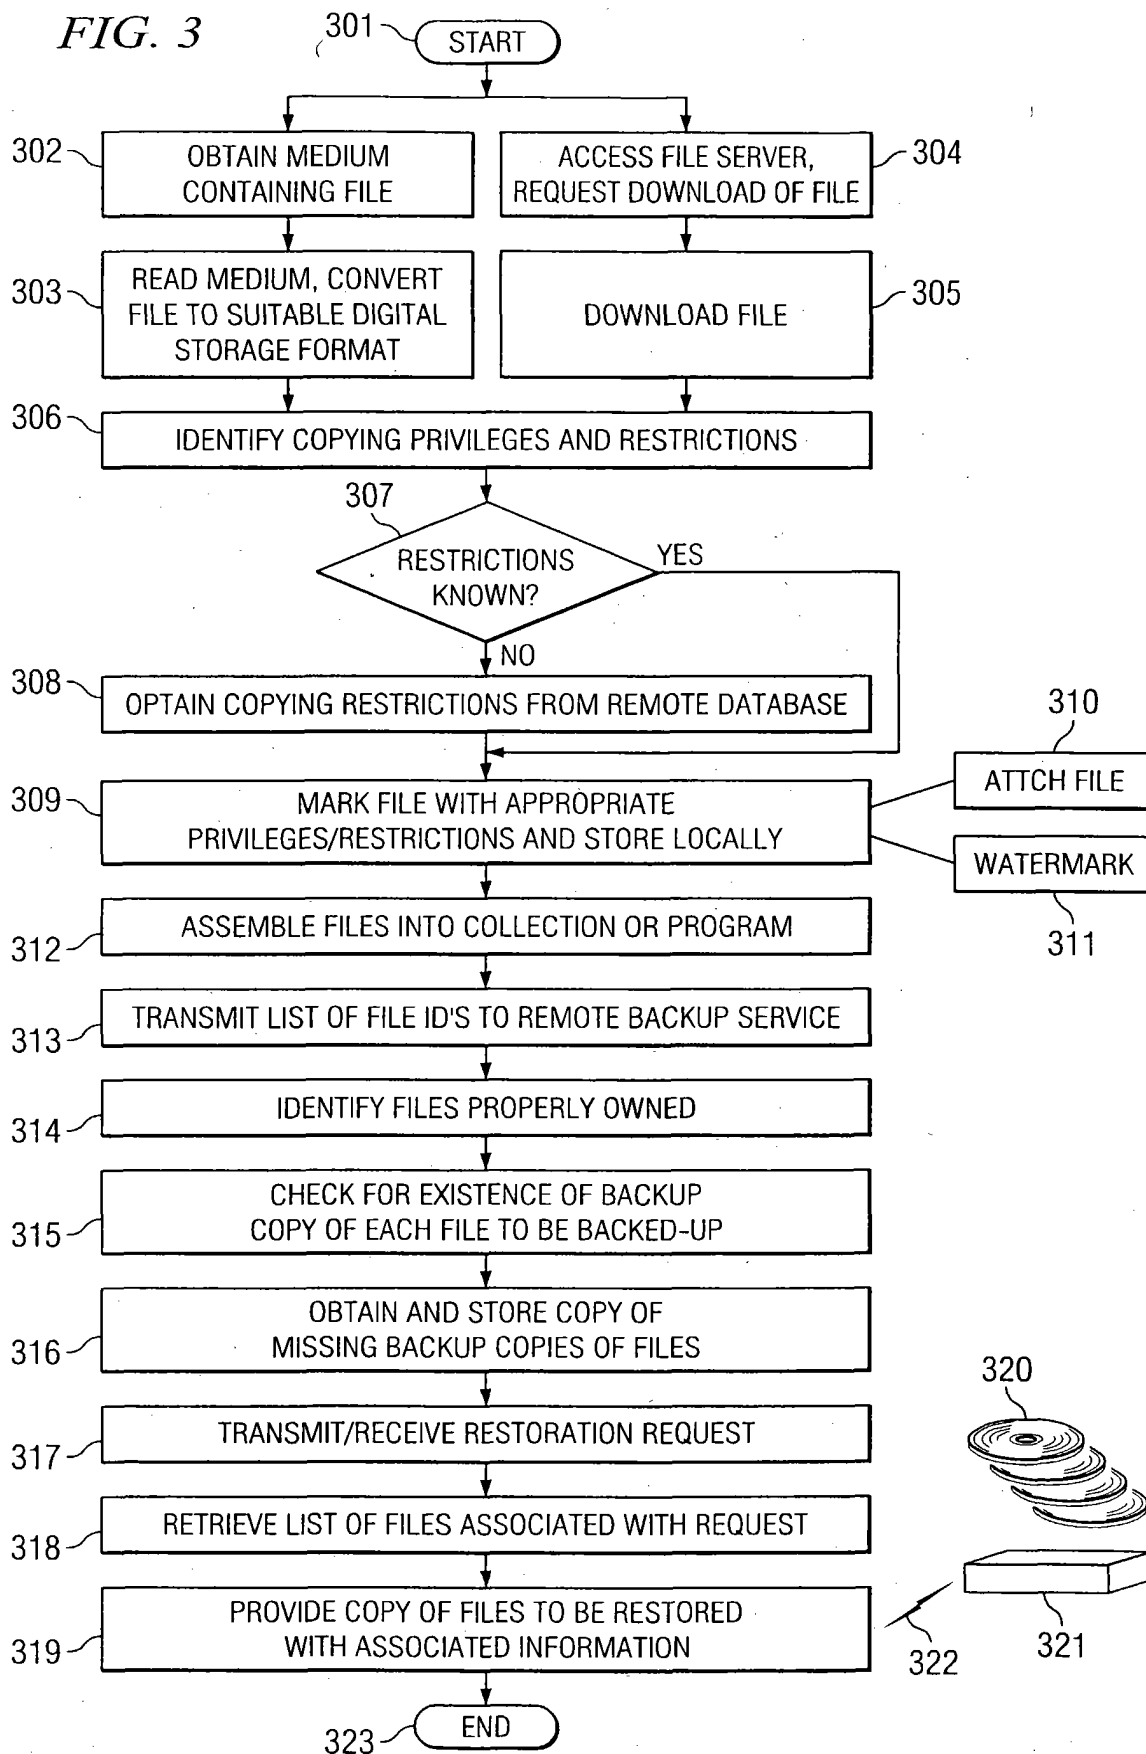 FIG. 3
301
START
302
OBTAIN MEDIUM
CONTAINING FILE
ACCESS FILE SERVER,
REQUEST DOWNLOAD OF FILE
304
303
READ MEDIUM, CONVERT
FILE TO SUITABLE DIGITAL
STORAGE FORMAT
DOWNLOAD FILE
305
306
IDENTIFY COPYING PRIVILEGES AND RESTRICTIONS
307
RESTRICTIONS
KNOWN?
YES
NO
308
OPTAIN COPYING RESTRICTIONS FROM REMOTE DATABASE
309
MARK FILE WITH APPROPRIATE
PRIVILEGES/RESTRICTIONS AND STORE LOCALLY
310
ATTCH FILE
WATERMARK
311
312
ASSEMBLE FILES INTO COLLECTION OR PROGRAM
313
TRANSMIT LIST OF FILE ID'S TO REMOTE BACKUP SERVICE
314
IDENTIFY FILES PROPERLY OWNED
315
CHECK FOR EXISTENCE OF BACKUP
COPY OF EACH FILE TO BE BACKED-UP
316
OBTAIN AND STORE COPY OF
MISSING BACKUP COPIES OF FILES
317
TRANSMIT/RECEIVE RESTORATION REQUEST
318
RETRIEVE LIST OF FILES ASSOCIATED WITH REQUEST
319
PROVIDE COPY OF FILES TO BE RESTORED
WITH ASSOCIATED INFORMATION
320
321
322
323
END